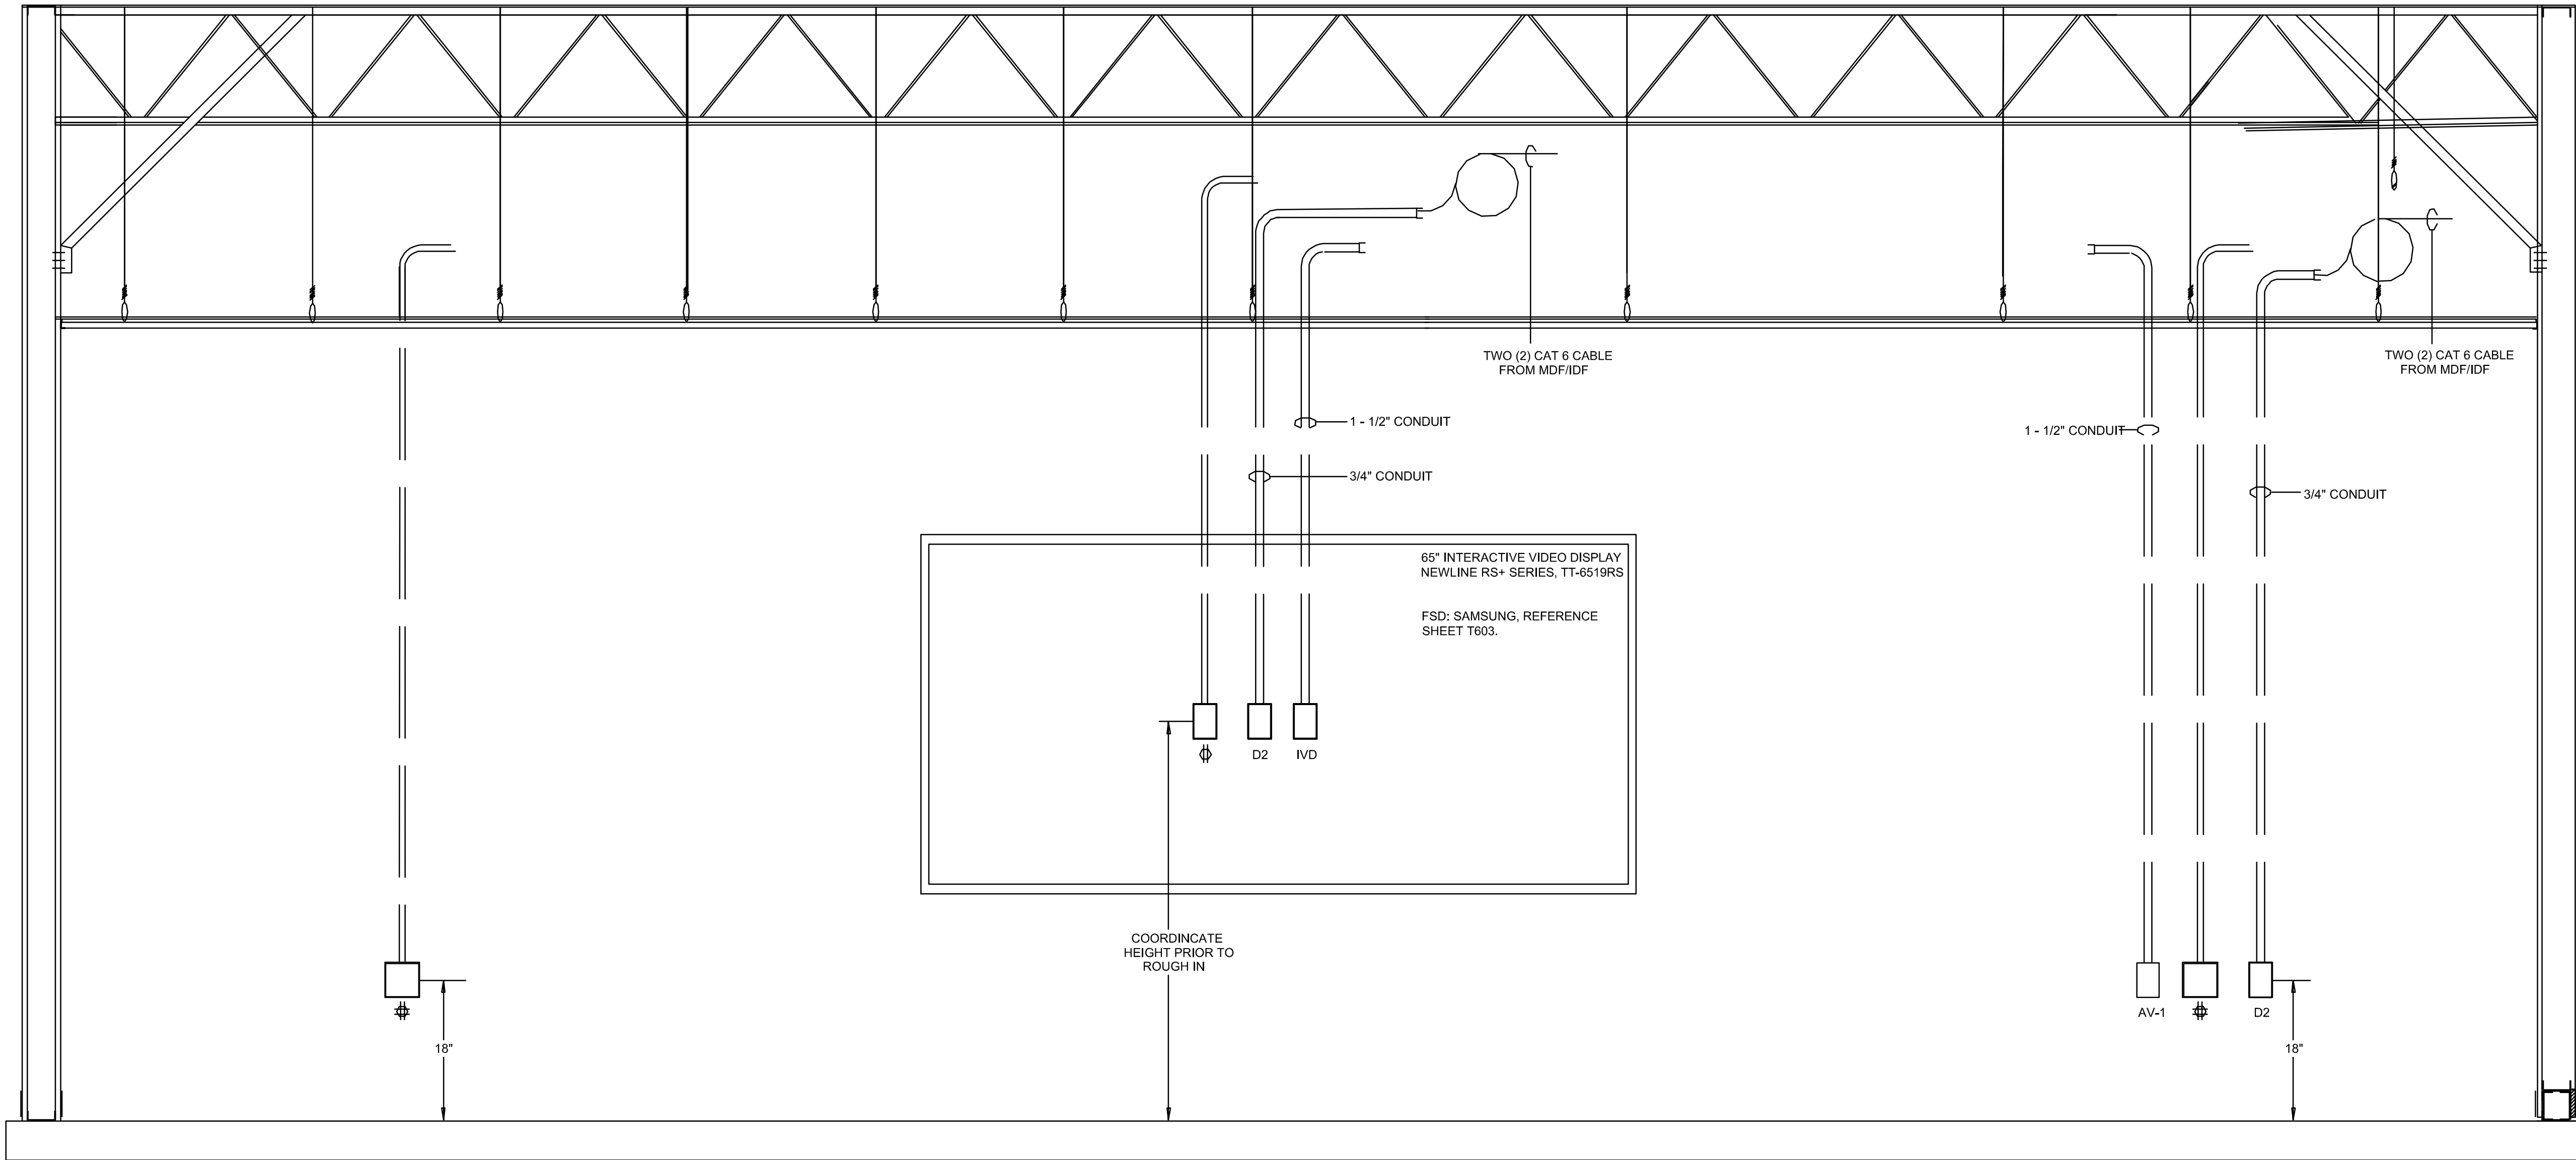 TWO (2) CAT 6 CABLE
FROM MDF/IDF
TWO (2) CAT 6 CABLE
FROM MDF/IDF
1 - 1/2" CONDUIT
1 - 1/2" CONDUIT
3/4" CONDUIT
3/4" CONDUIT
65" INTERACTIVE VIDEO DISPLAY
NEWLINE RS+ SERIES, TT-6519RS
FSD: SAMSUNG, REFERENCE
SHEET T603.
D2
IVD
COORDINCATE
HEIGHT PRIOR TO
ROUGH IN
AV-1
D2
18"
18"